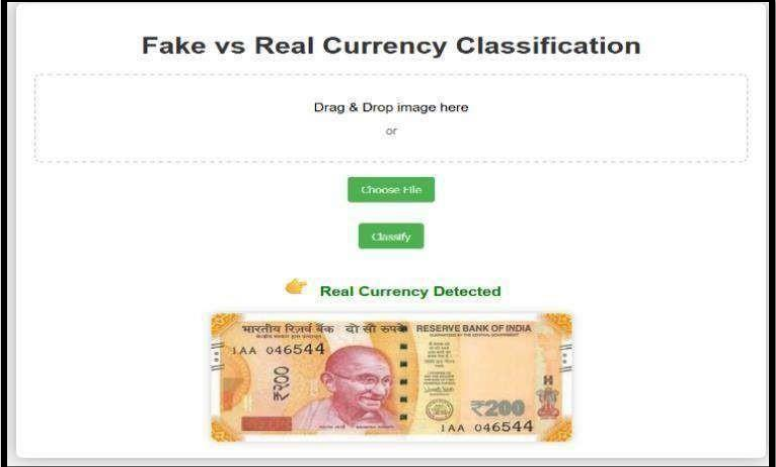 Fake vs Real Currency Classification
Drag & Drop image here
or
Choose File
Classify
Real Currency Detected
भारतीय रिज़र्व बैंक दो सौ रुपये RESERVE BANK OF INDIA
1AA 046544
₹२००
₹200
1AA 046544